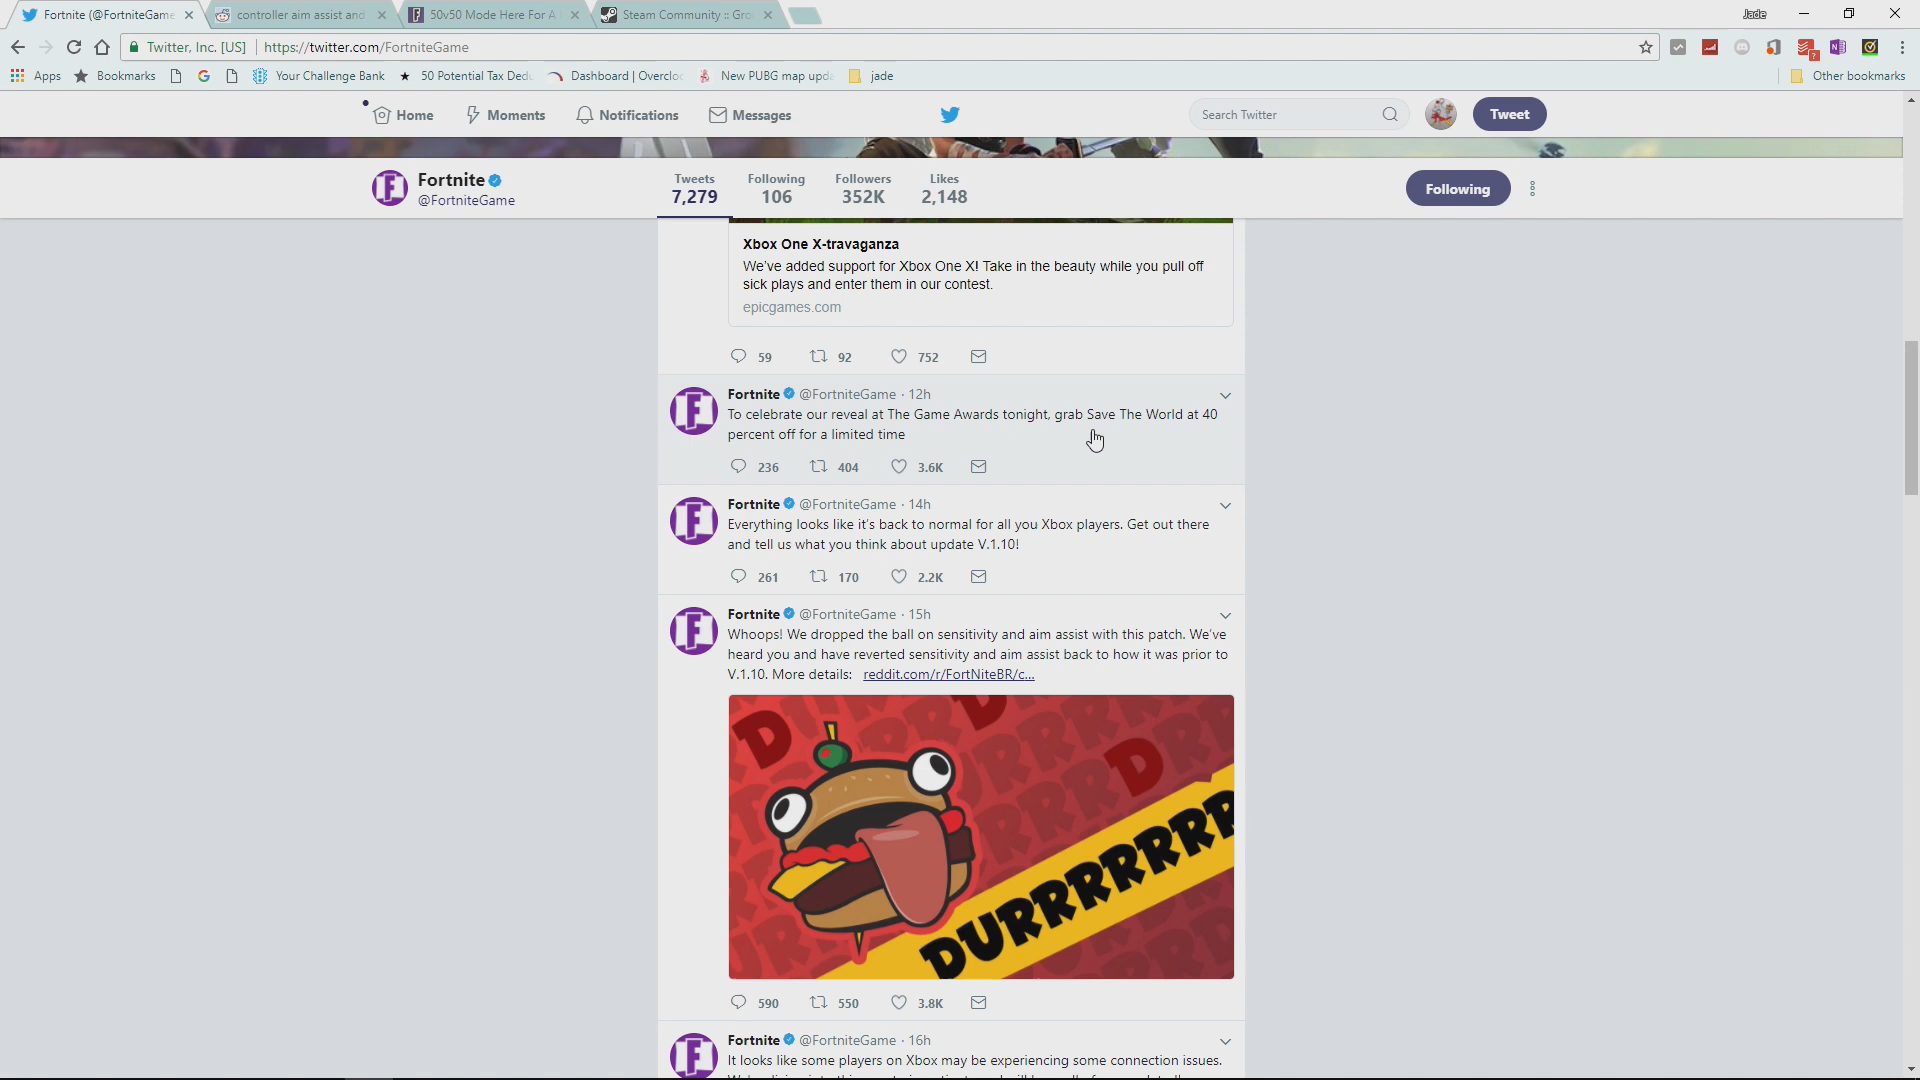 Fortnite (@FortniteGame
controller aim assist and
50v50 Mode Here For A
Steam Community :: Gro
Jade
Twitter, Inc. [US]
https://twitter.com/FortniteGame
Apps
Bookmarks
Your Challenge Bank
50 Potential Tax Dedu
Dashboard | Overcloc
New PUBG map upda
jade
Other bookmarks
Home
Moments
Notifications
Messages
Search Twitter
Tweet
Fortnite
@FortniteGame
Tweets
7,279
Following
106
Followers
352K
Likes
2,148
Following
Xbox One X-travaganza
We've added support for Xbox One X! Take in the beauty while you pull off
sick plays and enter them in our contest.
epicgames.com
59 92 752
Fortnite @FortniteGame · 12h
To celebrate our reveal at The Game Awards tonight, grab Save The World at 40
percent off for a limited time
236 404 3.6K
Fortnite @FortniteGame · 14h
Everything looks like it's back to normal for all you Xbox players. Get out there
and tell us what you think about update V.1.10!
261 170 2.2K
Fortnite @FortniteGame · 15h
Whoops! We dropped the ball on sensitivity and aim assist with this patch. We've
heard you and have reverted sensitivity and aim assist back to how it was prior to
V.1.10. More details: reddit.com/r/FortNiteBR/c...
DURRRRRR
590 550 3.8K
Fortnite @FortniteGame · 16h
It looks like some players on Xbox may be experiencing some connection issues.